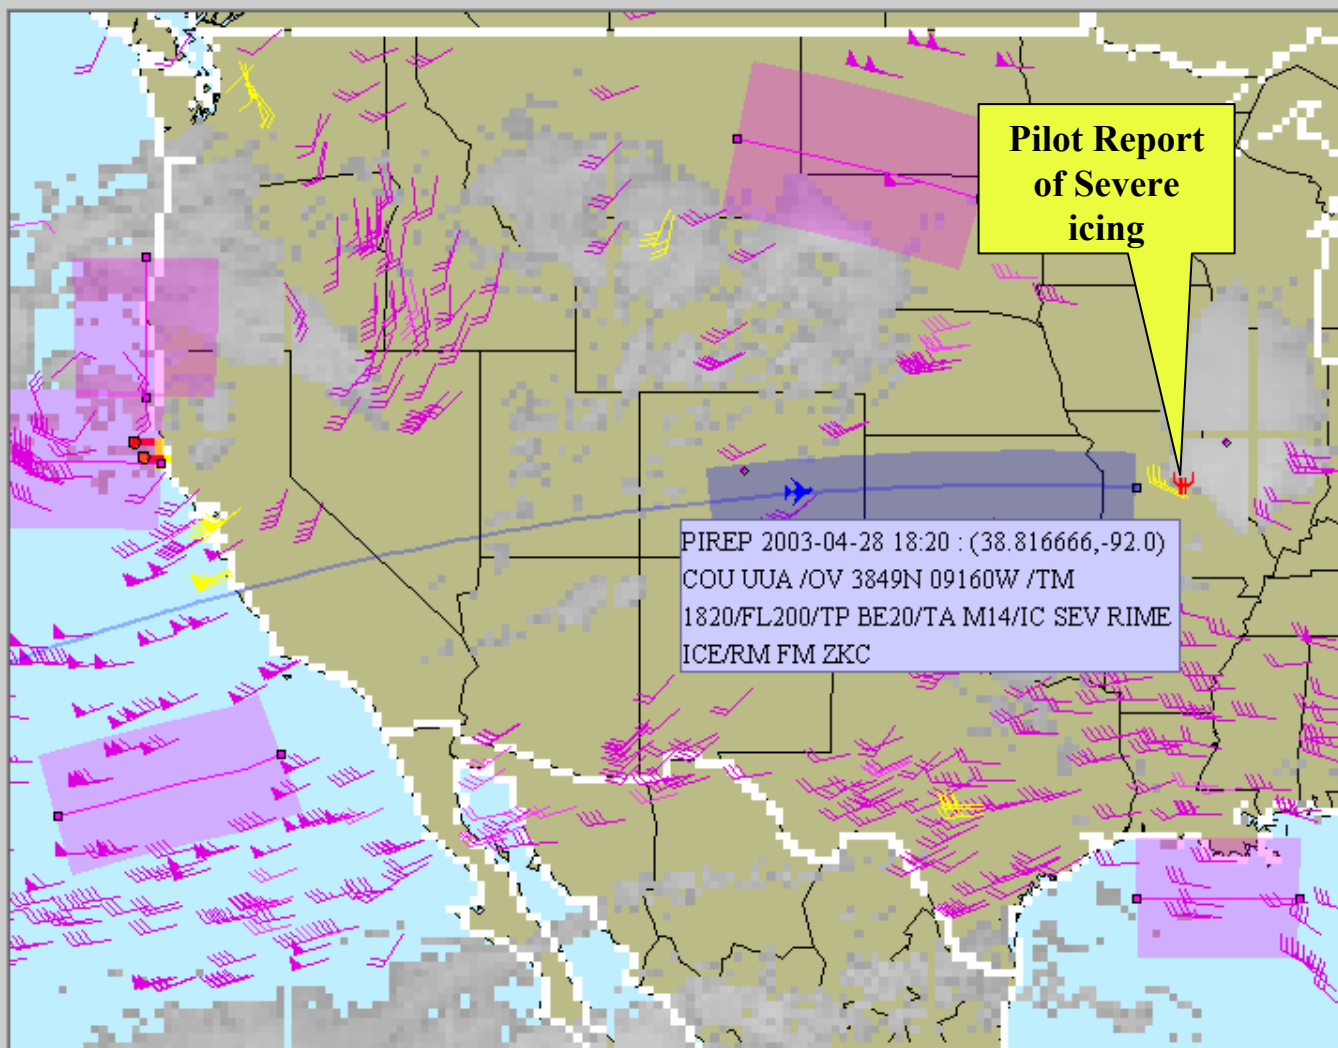 Pilot Report
of Severe
icing
PIREP 2003-04-28 18:20 : (38.816666,-92.0)
COU UUA /OV 3849N 09160W /TM
1820/FL200/TP BE20/TA M14/IC SEV RIME
ICE/RM FM ZKC